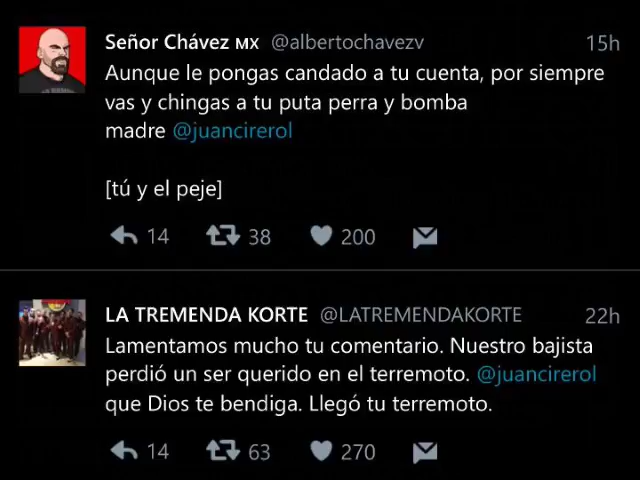 Señor Chávez MX @albertochavezv 15h
Aunque le pongas candado a tu cuenta, por siempre
vas y chingas a tu puta perra y bomba
madre @juancirerol
[tú y el peje]
14 38 200
LA TREMENDA KORTE @LATREMENDAKORTE 22h
Lamentamos mucho tu comentario. Nuestro bajista
perdió un ser querido en el terremoto. @juancirerol
que Dios te bendiga. Llegó tu terremoto.
14 63 270